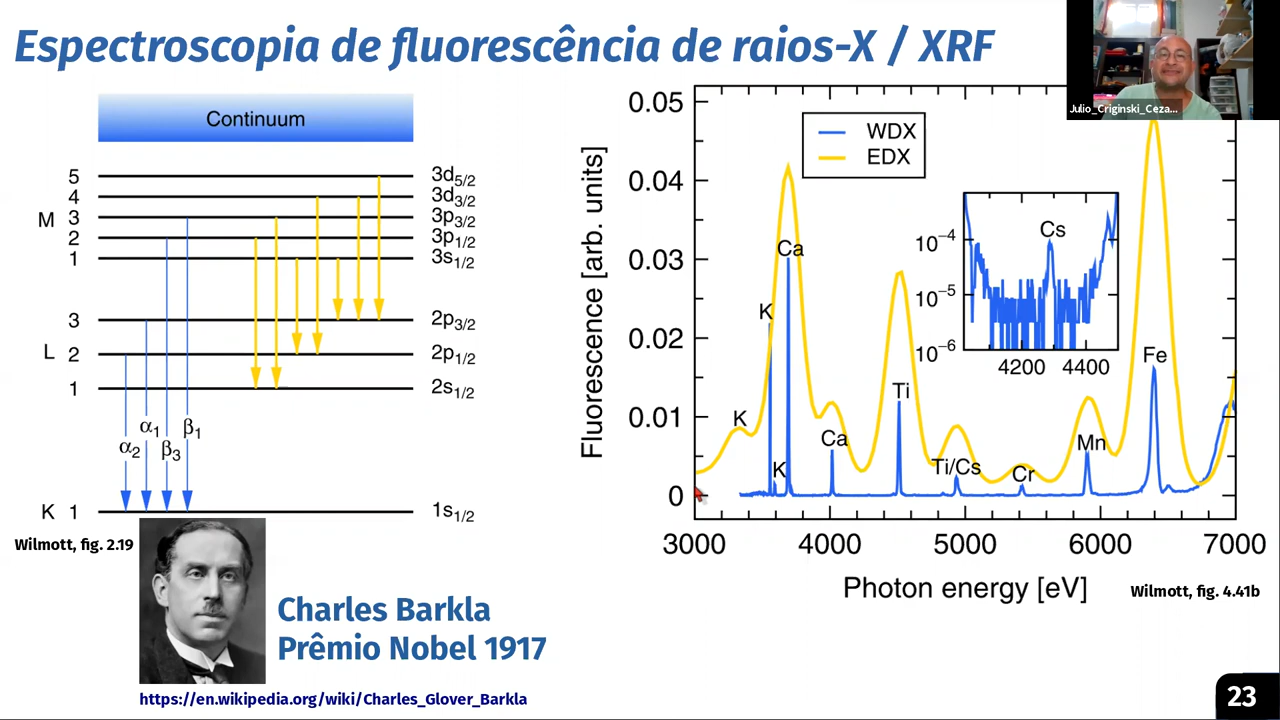 Espectroscopia de fluorescência de raios-X / XRF
Julio_Criginski_Ceza...
Continuum
5 3d5/2
4 3d3/2
M 3 3p3/2
2 3p1/2
1 3s1/2
3 2p3/2
L 2 2p1/2
1 2s1/2
α2 α1 β3 β1
K 1 1s1/2
Wilmott, fig. 2.19
Charles Barkla
Prêmio Nobel 1917
https://en.wikipedia.org/wiki/Charles_Glover_Barkla
Fluorescence [arb. units]
0.05
0.04
0.03
0.02
0.01
0
WDX
EDX
K
K
K
Ca
Ca
Ti
Ti/Cs
Cr
Mn
Fe
Cs
10-4
10-5
10-6
4200 4400
3000 4000 5000 6000 7000
Photon energy [eV]
Wilmott, fig. 4.41b
23